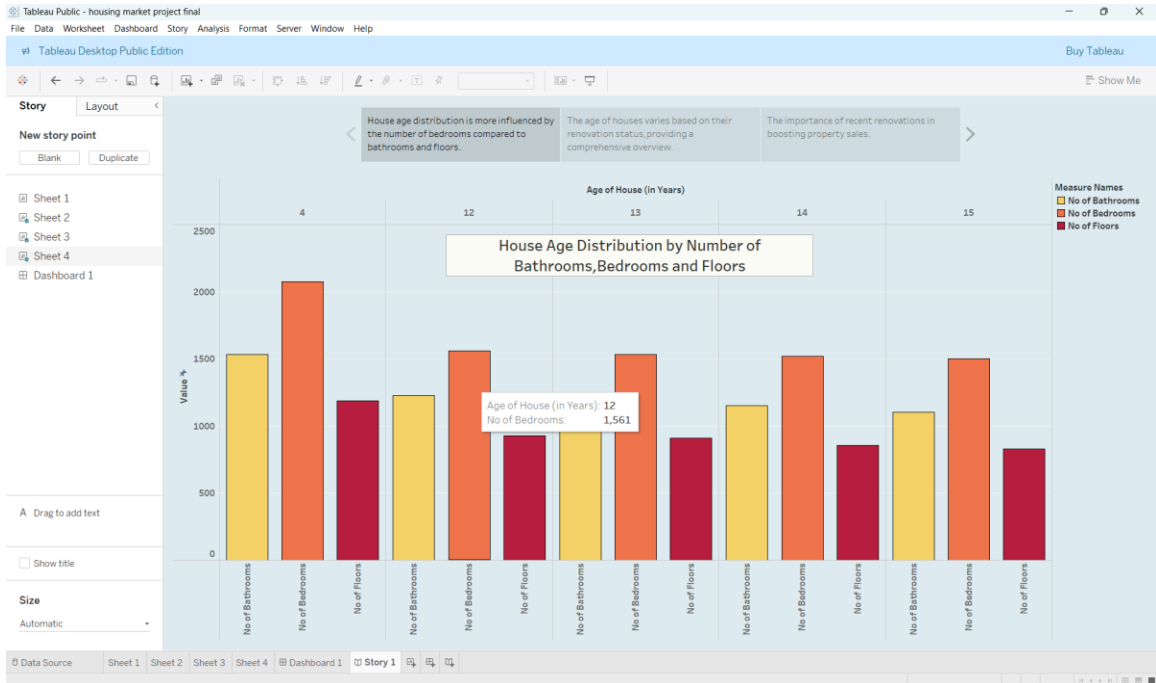 Tableau Public - housing market project final
File Data Worksheet Dashboard Story Analysis Format Server Window Help
Tableau Desktop Public Edition
Buy Tableau
Show Me
Story Layout
New story point
Blank Duplicate
Sheet 1
Sheet 2
Sheet 3
Sheet 4
Dashboard 1
A Drag to add text
Show title
Size
Automatic
House age distribution is more influenced by
the number of bedrooms compared to
bathrooms and floors.
The age of houses varies based on their
renovation status, providing a
comprehensive overview.
The importance of recent renovations in
boosting property sales.
Age of House (in Years)
4 12 13 14 15
House Age Distribution by Number of
Bathrooms,Bedrooms and Floors
Value
2500
2000
1500
1000
500
0
Age of House (in Years): 12
No of Bedrooms: 1,561
No of Bathrooms
No of Bedrooms
No of Floors
No of Bathrooms
No of Bedrooms
No of Floors
No of Bathrooms
No of Bedrooms
No of Floors
No of Bathrooms
No of Bedrooms
No of Floors
No of Bathrooms
No of Bedrooms
No of Floors
Measure Names
No of Bathrooms
No of Bedrooms
No of Floors
Data Source Sheet 1 Sheet 2 Sheet 3 Sheet 4 Dashboard 1 Story 1